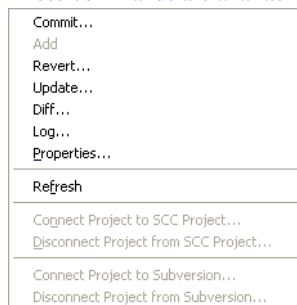 Commit...
Add
Revert...
Update...
Diff...
Log...
Properties...
Refresh
Connect Project to SCC Project...
Disconnect Project from SCC Project...
Connect Project to Subversion...
Disconnect Project from Subversion...